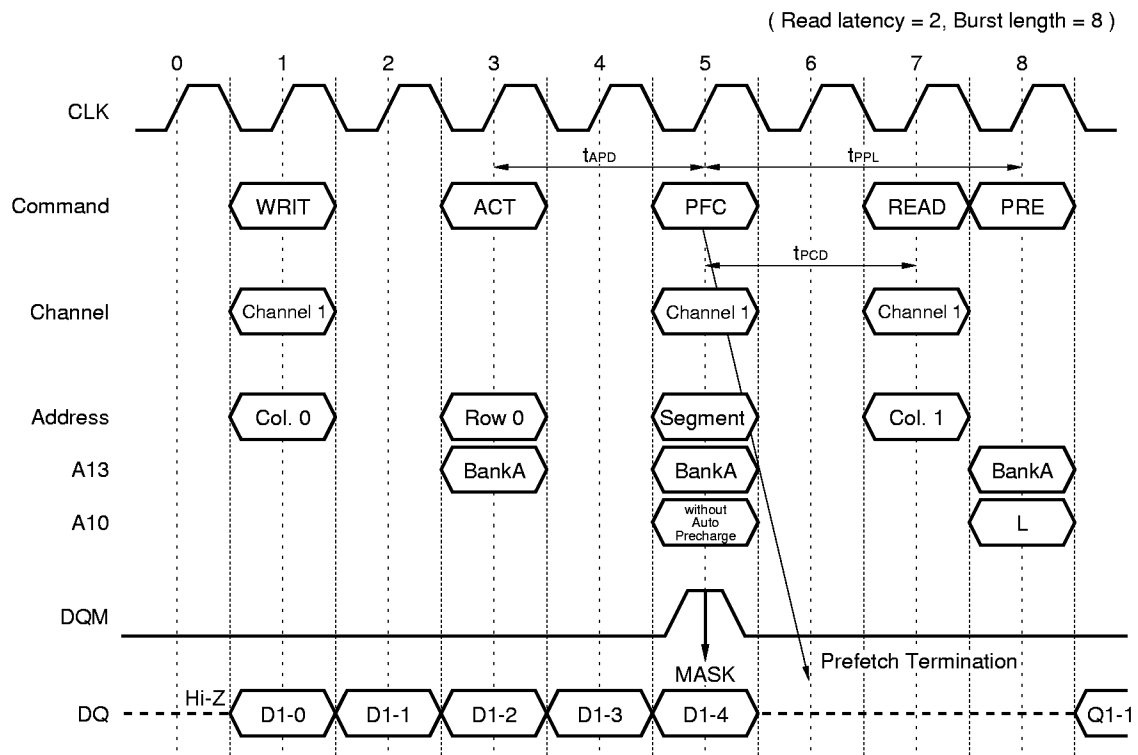 ( Read latency = 2, Burst length = 8 )
0 1 2 3 4 5 6 7 8
CLK
tAPD tPPL
Command WRIT ACT PFC READ PRE
tPCD
Channel Channel 1 Channel 1 Channel 1
Address Col. 0 Row 0 Segment Col. 1
A13 BankA BankA BankA
A10 without Auto Precharge L
DQM
MASK Prefetch Termination
Hi-Z
DQ D1-0 D1-1 D1-2 D1-3 D1-4 Q1-1